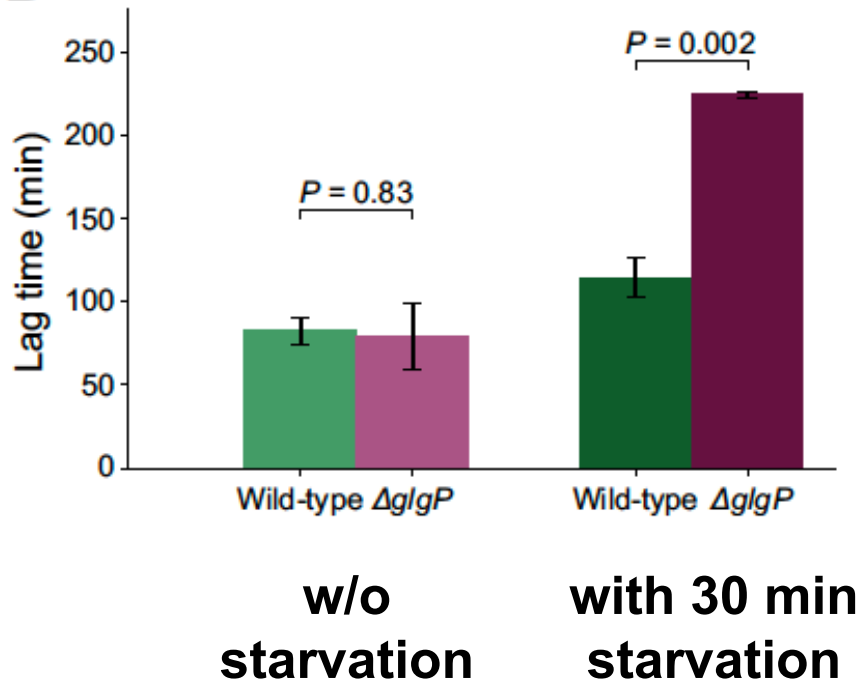 P = 0.002
P = 0.83
Lag time (min)
250
200
150
100
50
0
Wild-type ΔglgP
Wild-type ΔglgP
w/o
starvation
with 30 min
starvation